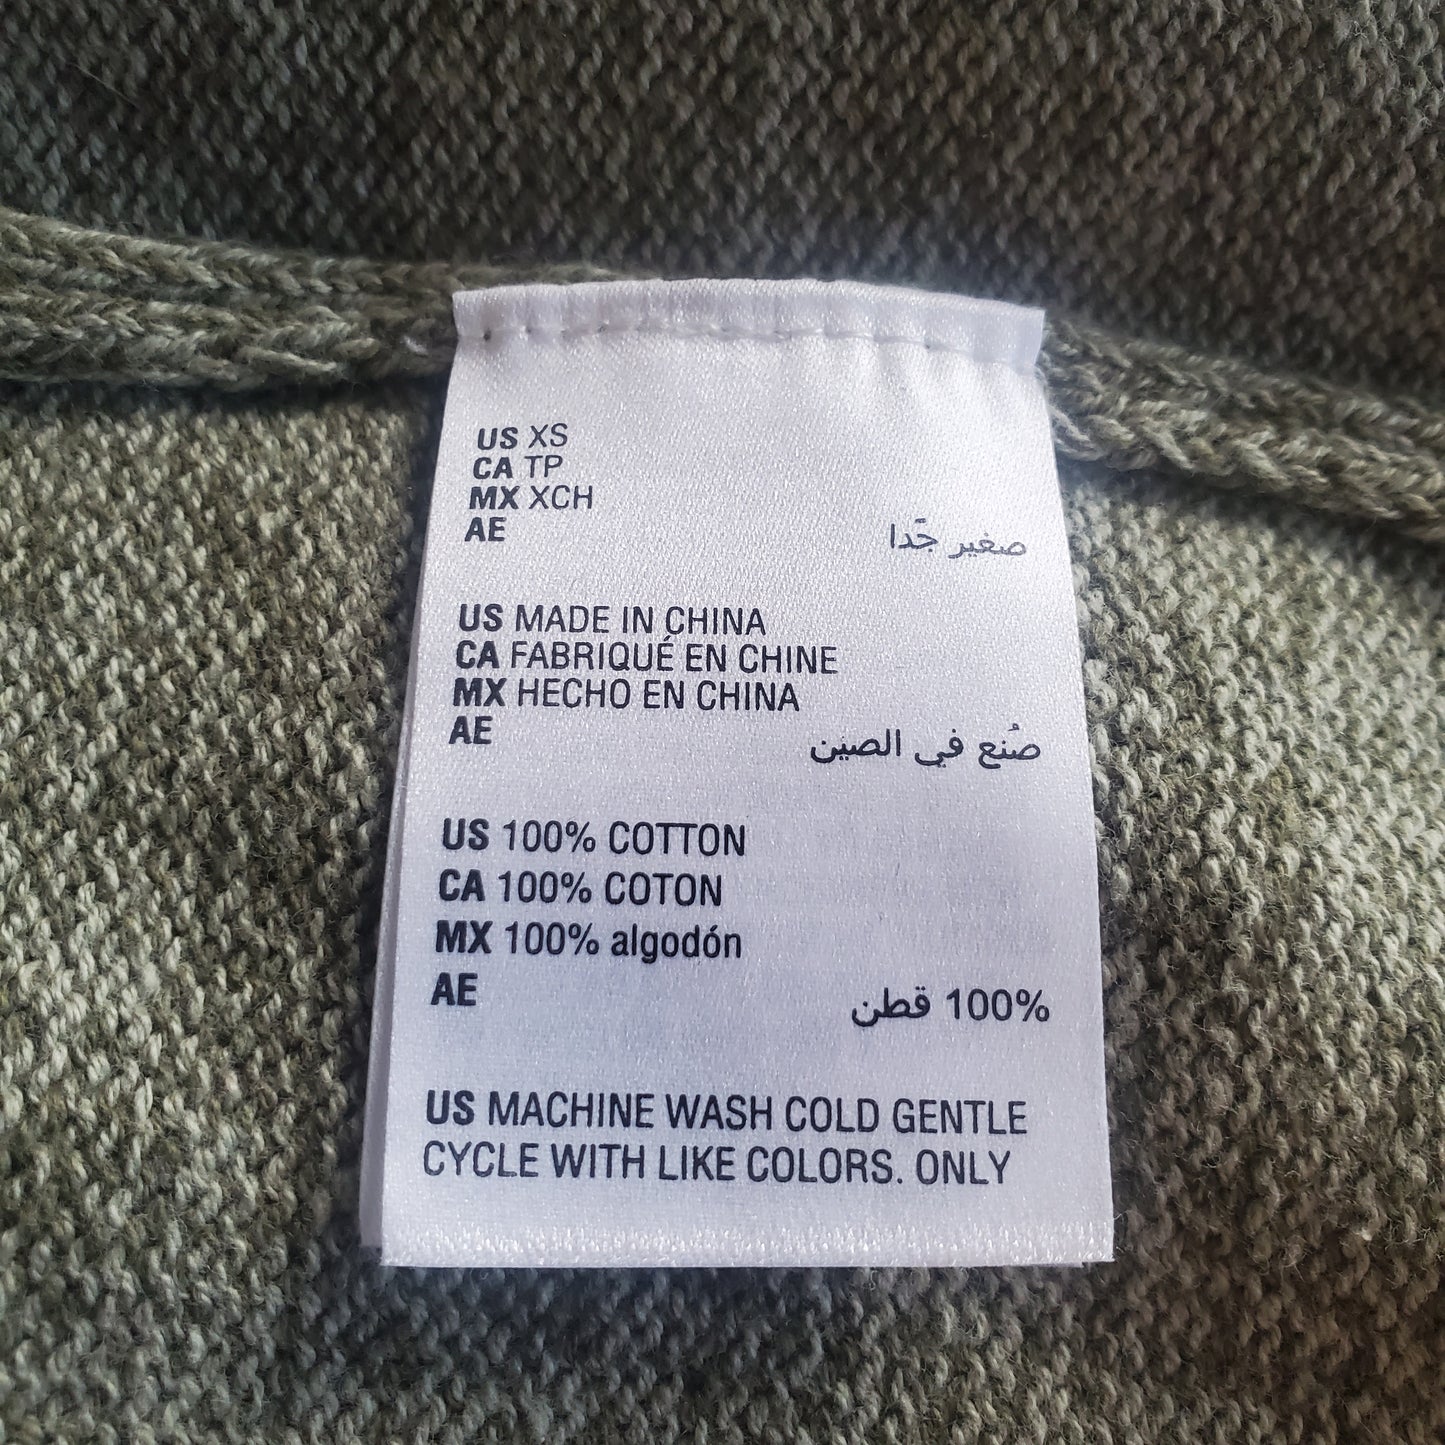 US XS
CA TP
MX XCH
AE
صغير جّدا
US MADE IN CHINA
CA FABRIQUÉ EN CHINE
MX HECHO EN CHINA
AE
صُنع في الصين
US 100% COTTON
CA 100% COTON
MX 100% algodón
AE
100% قطن
US MACHINE WASH COLD GENTLE
CYCLE WITH LIKE COLORS. ONLY